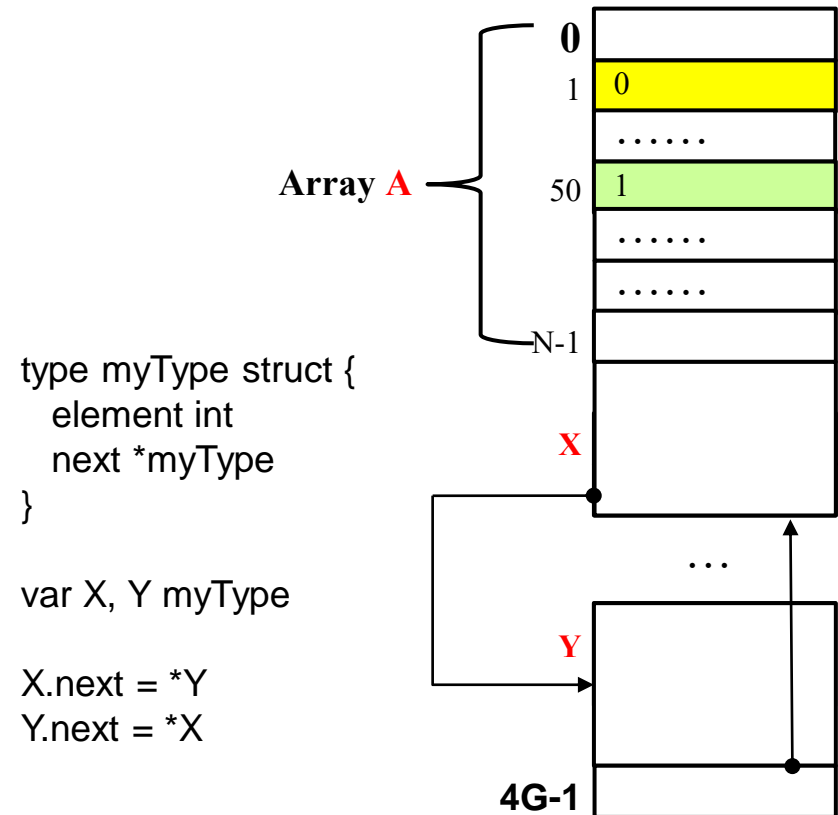 0
1 0
……
Array A 50 1
……
……
N-1
type myType struct {
element int
next *myType
}
X
…
var X, Y myType
Y
X.next = *Y
Y.next = *X
4G-1